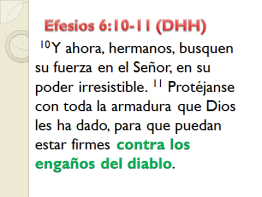 Efesios 6:10-11 (DHH)
10Y ahora, hermanos, busquen
su fuerza en el Señor, en su
poder irresistible. 11 Protéjanse
con toda la armadura que Dios
les ha dado, para que puedan
estar firmes contra los
engaños del diablo.